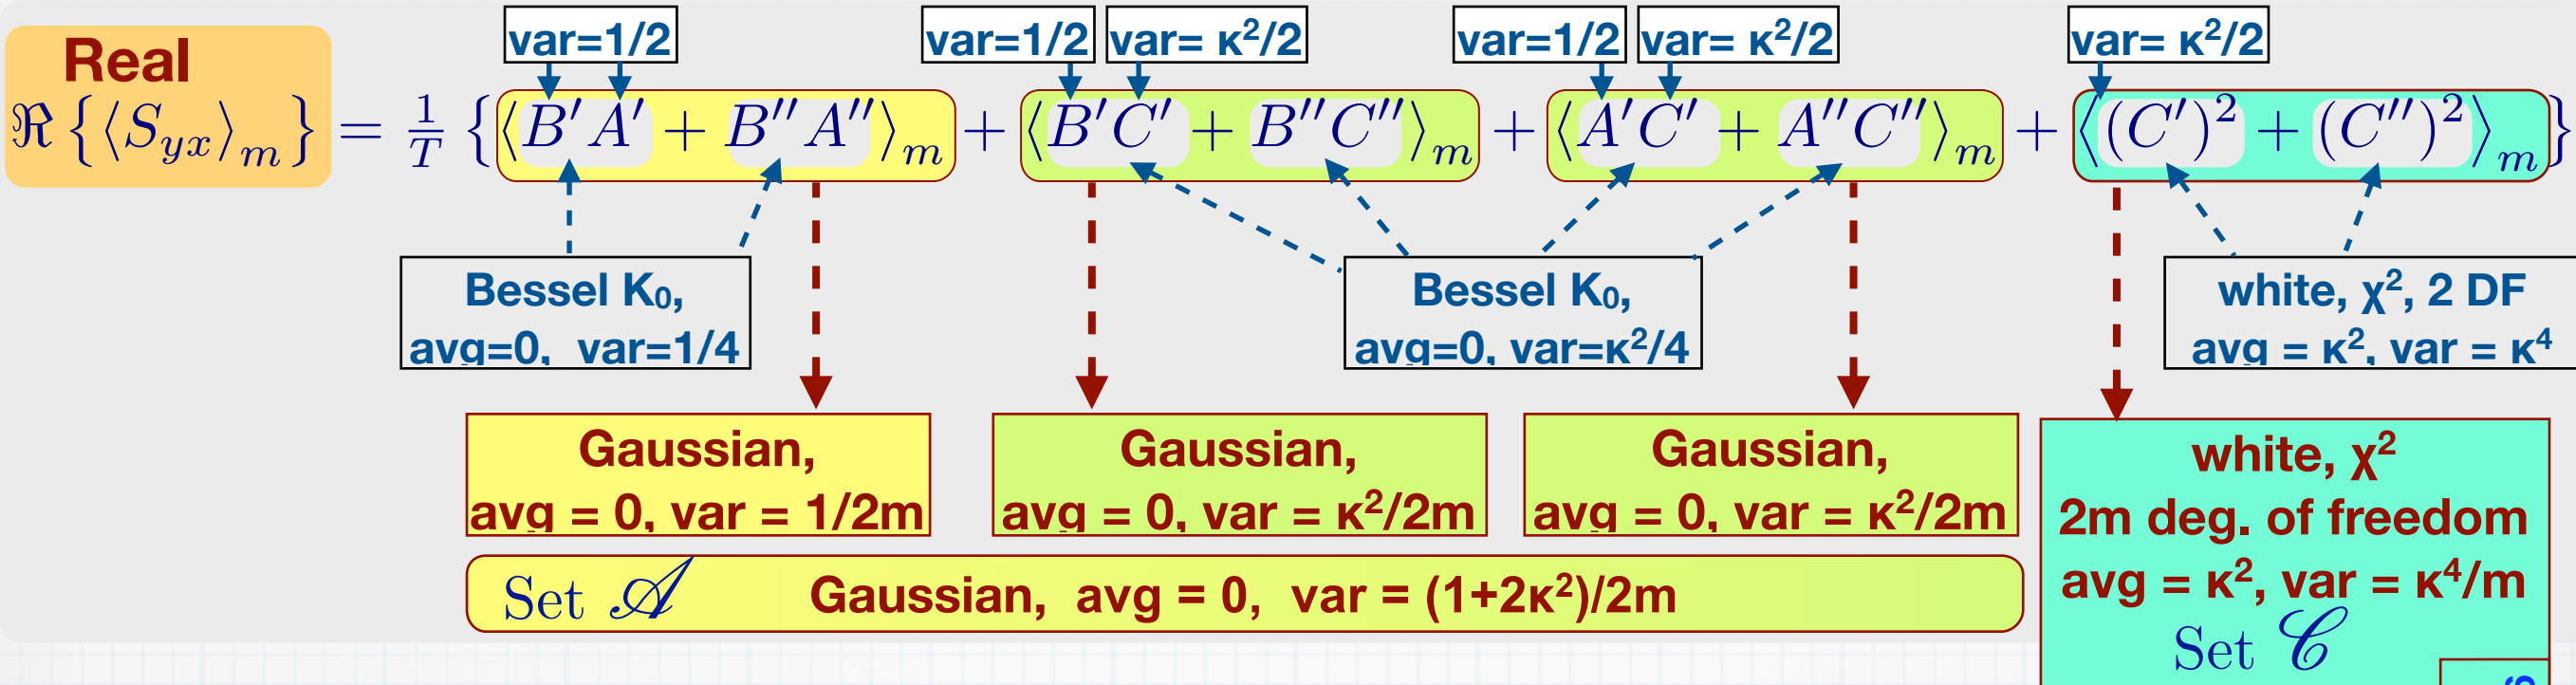 var=1/2 var=1/2 var= κ²/2 var=1/2 var= κ²/2 var= κ²/2
Real
ℜ {⟨S_yx⟩_m} = 1/T {⟨B′A′ + B″A″⟩_m + ⟨B′C′ + B″C″⟩_m + ⟨A′C′ + A″C″⟩_m + ⟨(C′)² + (C″)²⟩_m}
Bessel K₀,
avg=0, var=1/4
Bessel K₀,
avg=0, var=κ²/4
white, χ², 2 DF
avg = κ², var = κ⁴
Gaussian,
avg = 0, var = 1/2m
Gaussian,
avg = 0, var = κ²/2m
Gaussian,
avg = 0, var = κ²/2m
white, χ²
2m deg. of freedom
avg = κ², var = κ⁴/m
Set 𝒞
Set 𝒜 Gaussian, avg = 0, var = (1+2κ²)/2m